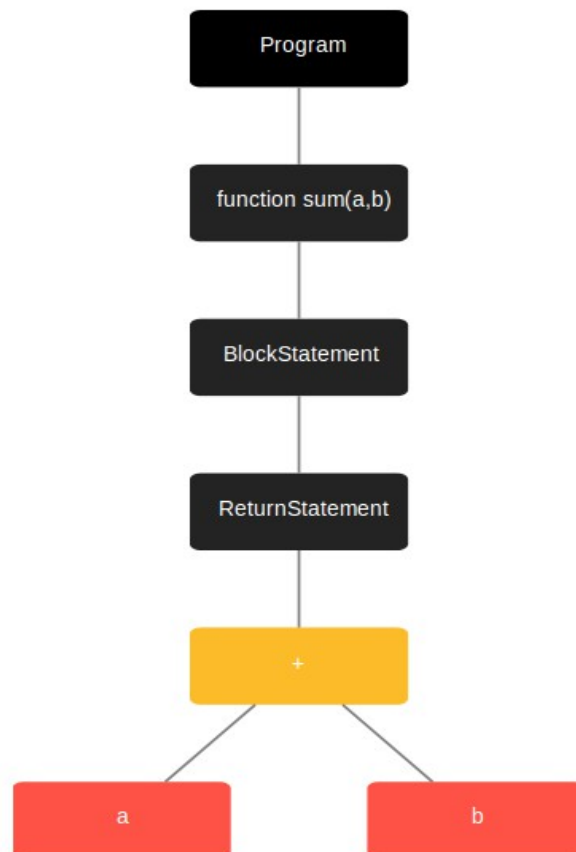 Program
function sum(a,b)
BlockStatement
ReturnStatement
+
a
b